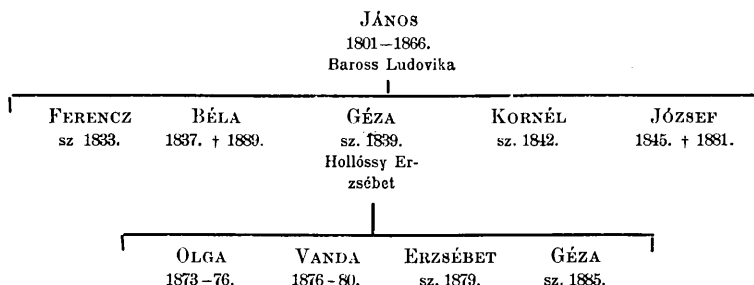 JÁNOS
1801–1866.
Baross Ludovika
FERENCZ BÉLA GÉZA KORNÉL JÓZSEF
sz 1833. 1837. † 1889. sz. 1839. sz. 1842. 1845. † 1881.
Hollóssy Er-
zsébet
OLGA VANDA ERZSÉBET GÉZA
1873–76. 1876–80. sz. 1879. sz. 1885.